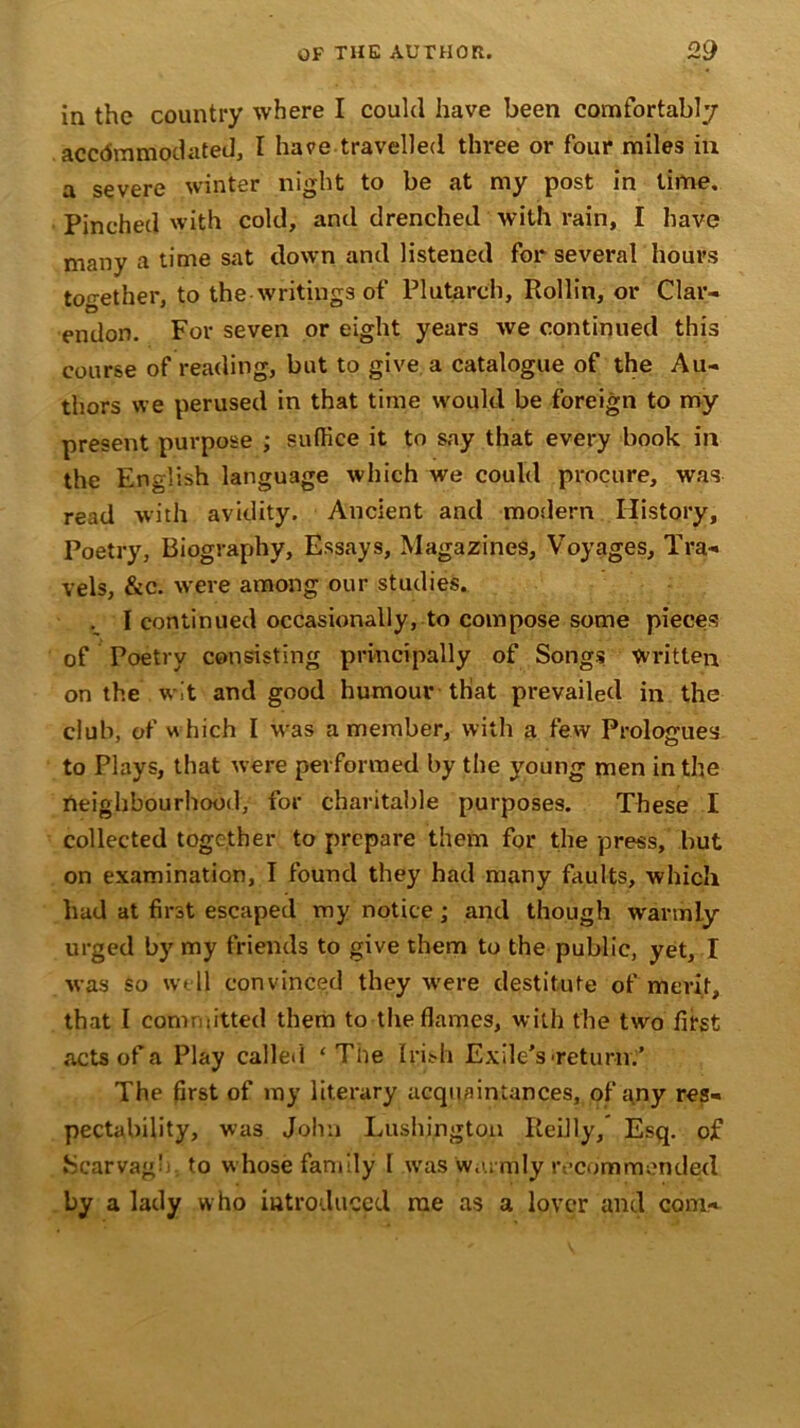 OF THE AUTHOR. 29
in the country where I could have been comfortably
accommodated, I have travelled three or four miles in
a severe winter night to be at my post in time.
Pinched with cold, and drenched with rain, I have
many a time sat down and listened for several hours
together, to the writings of Plutarch, Rollin, or Clar-
endon. For seven or eight years we continued this
course of reading, but to give a catalogue of the Au-
thors we perused in that time would be foreign to my
present purpose ; suffice it to say that every book in
the English language which we could procure, was
read with avidity. Ancient and modern History,
Poetry, Biography, Essays, Magazines, Voyages, Tra-
vels, &c. were among our studies.
I continued occasionally, to compose some pieces
of Poetry consisting principally of Songs written
on the wit and good humour that prevailed in the
club, of which I was a member, with a few Prologues
to Plays, that were performed by the young men in the
neighbourhood, for charitable purposes. These I
collected together to prepare them for the press, but
on examination, I found they had many faults, which
had at first escaped my notice ; and though warmly
urged by my friends to give them to the public, yet, I
was so well convinced they were destitute of merit,
that I committed them to the flames, with the two first
acts of a Play called ‘ The Irish Exile's return.’
The first of my literary acquaintances, of any res-
pectability, was John Lushington Reilly, Esq. of
Scarvagh, to whose family I was warmly recommended
by a lady who introduced me as a lover and com-